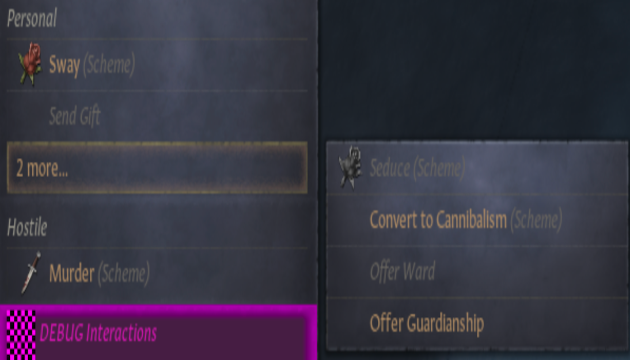 Personal
Sway (Scheme)
Send Gift
2 more...
Hostile
Murder (Scheme)
DEBUG Interactions
Seduce (Scheme)
Convert to Cannibalism (Scheme)
Offer Ward
Offer Guardianship